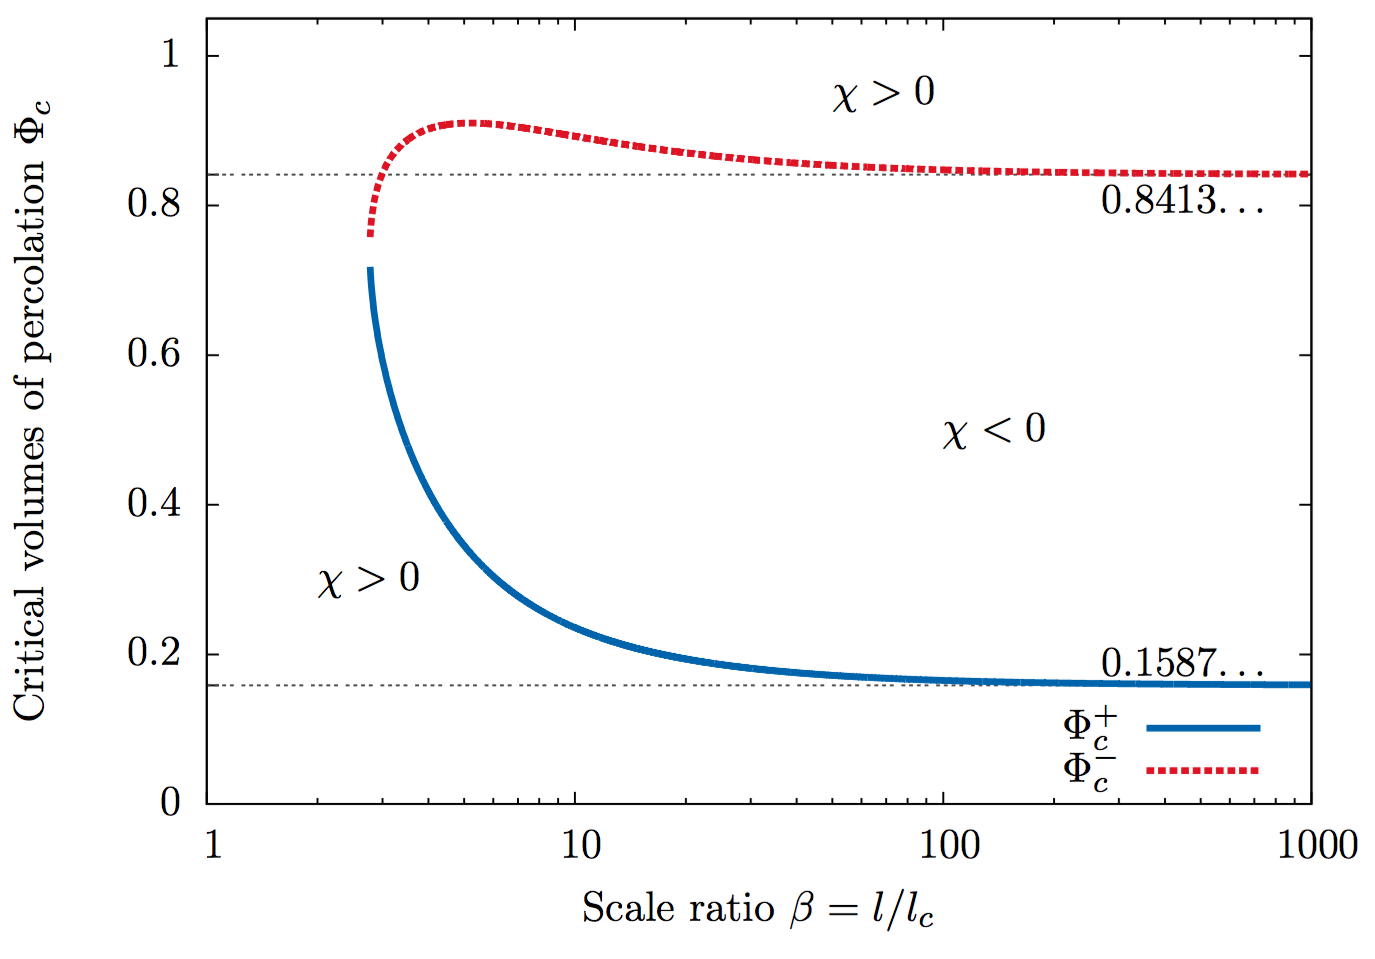 Critical volumes of percolation Φc
1
0.8
0.6
0.4
0.2
0
χ > 0
0.8413...
χ < 0
χ > 0
0.1587...
Φc+
Φc−
1
10
100
1000
Scale ratio β = l/lc